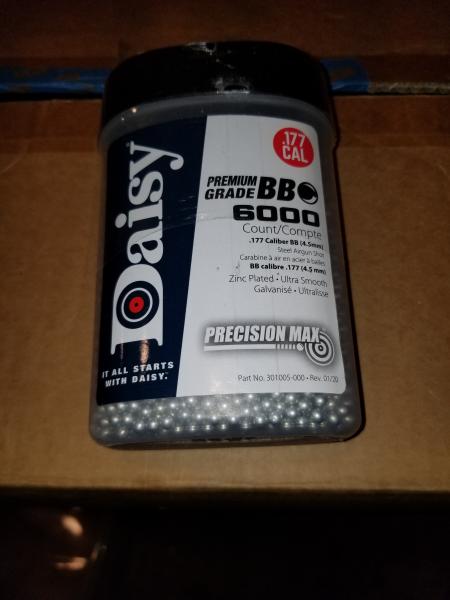 Daisy
IT ALL STARTS
WITH DAISY.
.177
CAL
PREMIUM
GRADE BB
6000
Count/Compte
.177 Caliber BB (4.5mm)
Steel Airgun Shot
Carabine à air en acier à balles
BB calibre .177 (4.5 mm)
Zinc Plated • Ultra Smooth
Galvanisé • Ultralisse
PRECISION MAX
Part No. 301005-000 • Rev. 01/20